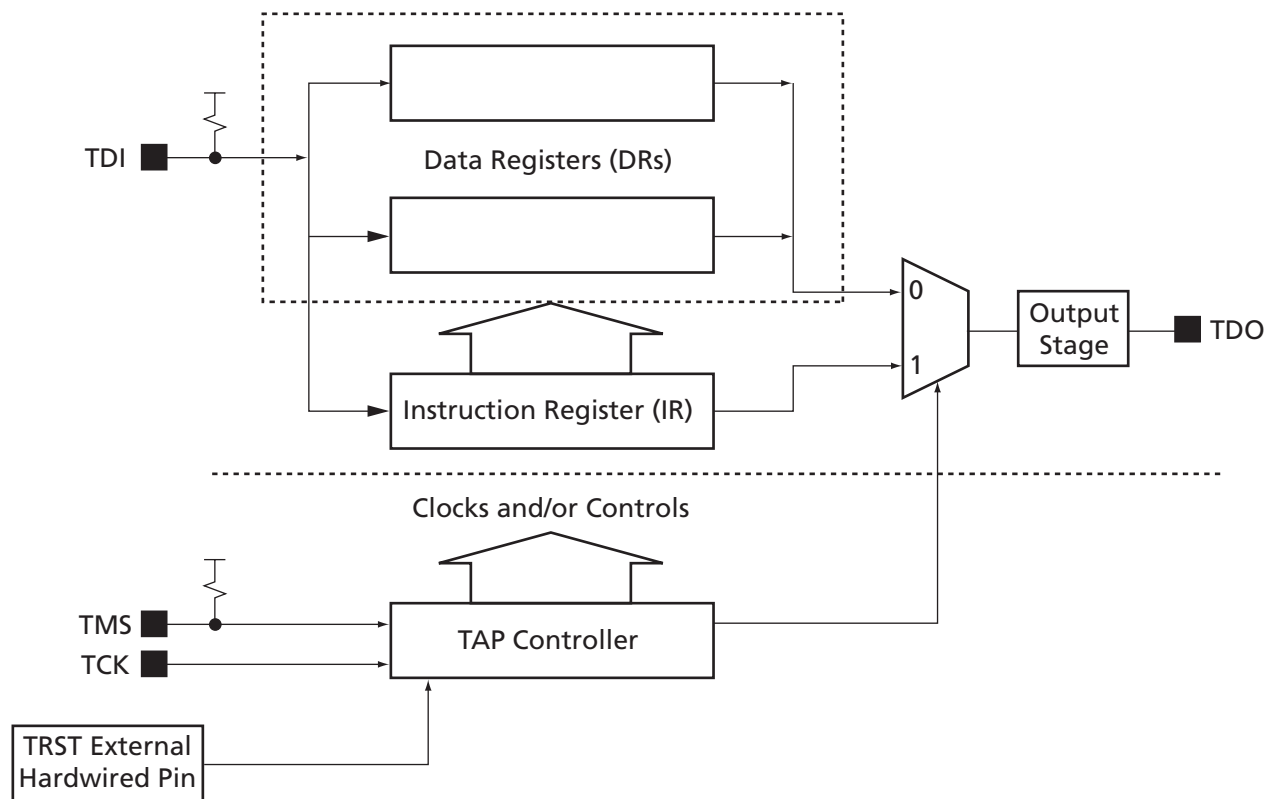 TDI
Data Registers (DRs)
0
Output
Stage
TDO
1
Instruction Register (IR)
Clocks and/or Controls
TMS
TAP Controller
TCK
TRST External
Hardwired Pin